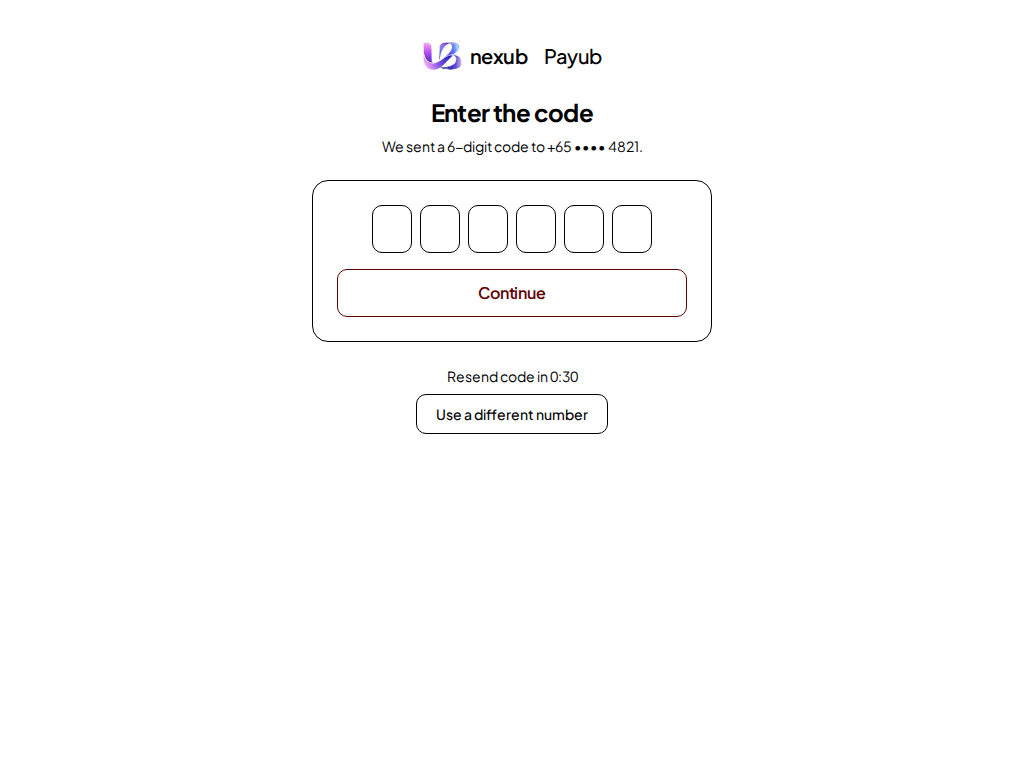 nexub Payub
Enter the code
We sent a 6-digit code to +65 •••• 4821.
Continue
Resend code in 0:30
Use a different number